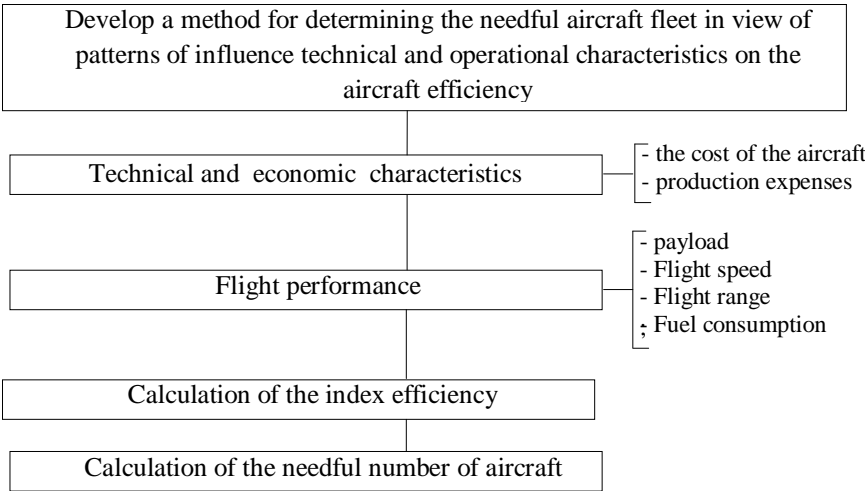 Develop a method for determining the needful aircraft fleet in view of
patterns of influence technical and operational characteristics on the
aircraft efficiency
Technical and economic characteristics
- the cost of the aircraft
- production expenses
Flight performance
- payload
- Flight speed
- Flight range
; Fuel consumption
Calculation of the index efficiency
Calculation of the needful number of aircraft